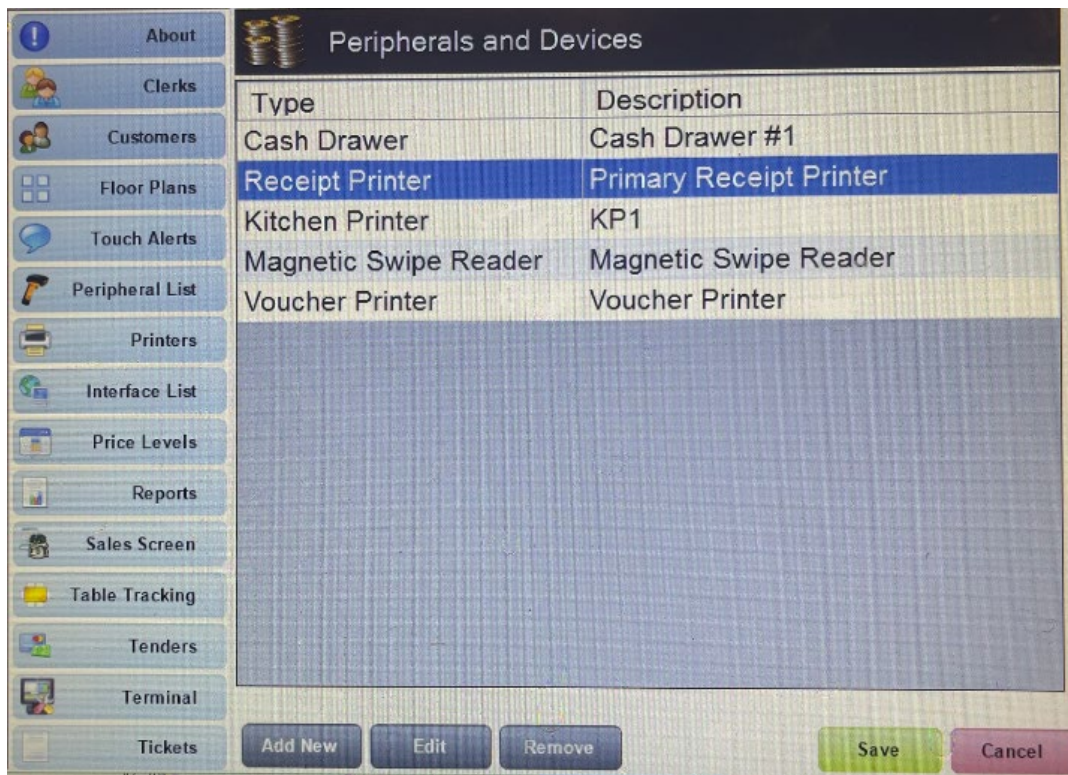 About
Clerks
Customers
Floor Plans
Touch Alerts
Peripheral List
Printers
Interface List
Price Levels
Reports
Sales Screen
Table Tracking
Tenders
Terminal
Tickets
Peripherals and Devices
Type Description
Cash Drawer Cash Drawer #1
Receipt Printer Primary Receipt Printer
Kitchen Printer KP1
Magnetic Swipe Reader Magnetic Swipe Reader
Voucher Printer Voucher Printer
Add New Edit Remove Save Cancel